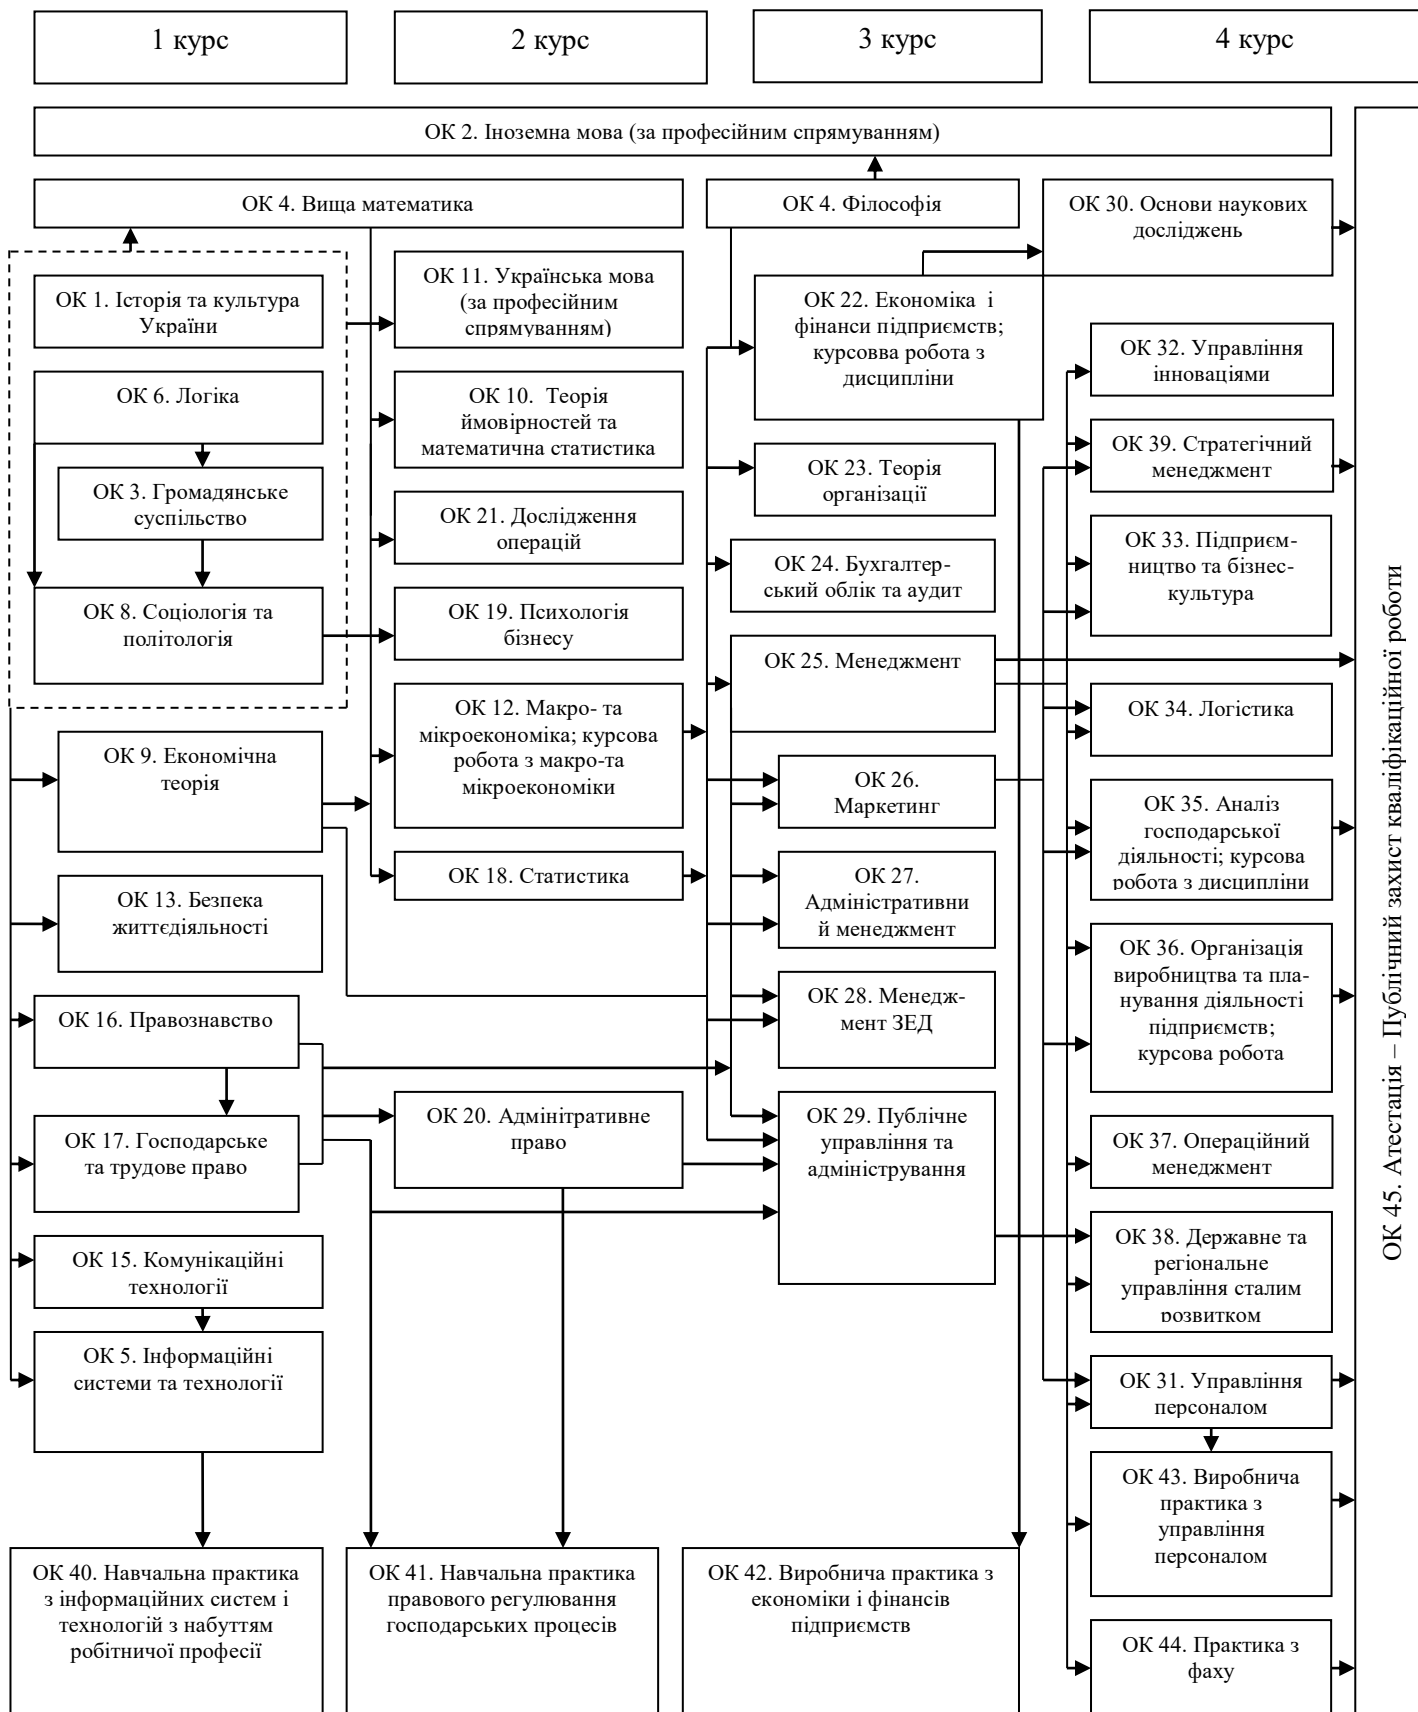 1 курс
2 курс
3 курс
4 курс
ОК 2. Іноземна мова (за професійним спрямуванням)
ОК 4. Вища математика
ОК 4. Філософія
ОК 30. Основи наукових
досліджень
ОК 1. Історія та культура
України
ОК 6. Логіка
ОК 3. Громадянське
суспільство
ОК 8. Соціологія та
політологія
ОК 9. Економічна
теорія
ОК 13. Безпека
життєдіяльності
ОК 16. Правознавство
ОК 17. Господарське
та трудове право
ОК 15. Комунікаційні
технології
ОК 5. Інформаційні
системи та технології
ОК 40. Навчальна практика
з інформаційних систем і
технологій з набуттям
робітничої професії
ОК 11. Українська мова
(за професійним
спрямуванням)
ОК 10. Теорія
ймовірностей та
математична статистика
ОК 21. Дослідження
операцій
ОК 19. Психологія
бізнесу
ОК 12. Макро- та
мікроекономіка; курсова
робота з макро-та
мікроекономіки
ОК 18. Статистика
ОК 20. Адмінітративне
право
ОК 41. Навчальна практика
правового регулювання
господарських процесів
ОК 22. Економіка і
фінанси підприємств;
курсовва робота з
дисципліни
ОК 23. Теорія
організації
ОК 24. Бухгалтер-
ський облік та аудит
ОК 25. Менеджмент
ОК 26.
Маркетинг
ОК 27.
Адміністративни
й менеджмент
ОК 28. Менедж-
мент ЗЕД
ОК 29. Публічне
управління та
адміністрування
ОК 42. Виробнича практика з
економіки і фінансів
підприємств
ОК 32. Управління
інноваціями
ОК 39. Стратегічний
менеджмент
ОК 33. Підприєм-
ництво та бізнес-
культура
ОК 34. Логістика
ОК 35. Аналіз
господарської
діяльності; курсова
робота з дисципліни
ОК 36. Організація
виробництва та пла-
нування діяльності
підприємств;
курсова робота
ОК 37. Операційний
менеджмент
ОК 38. Державне та
регіональне
управління сталим
розвитком
ОК 31. Управління
персоналом
ОК 43. Виробнича
практика з
управління
персоналом
ОК 44. Практика з
фаху
ОК 45. Атестація – Публічний захист кваліфікаційної роботи